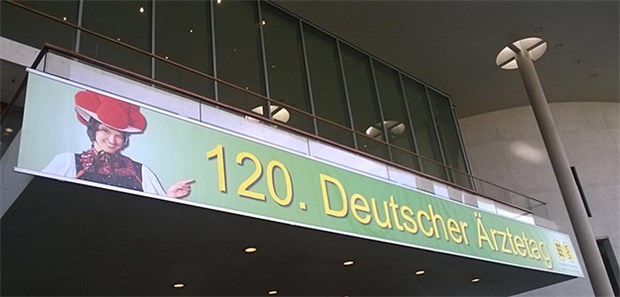 120. Deutscher Ärztetag